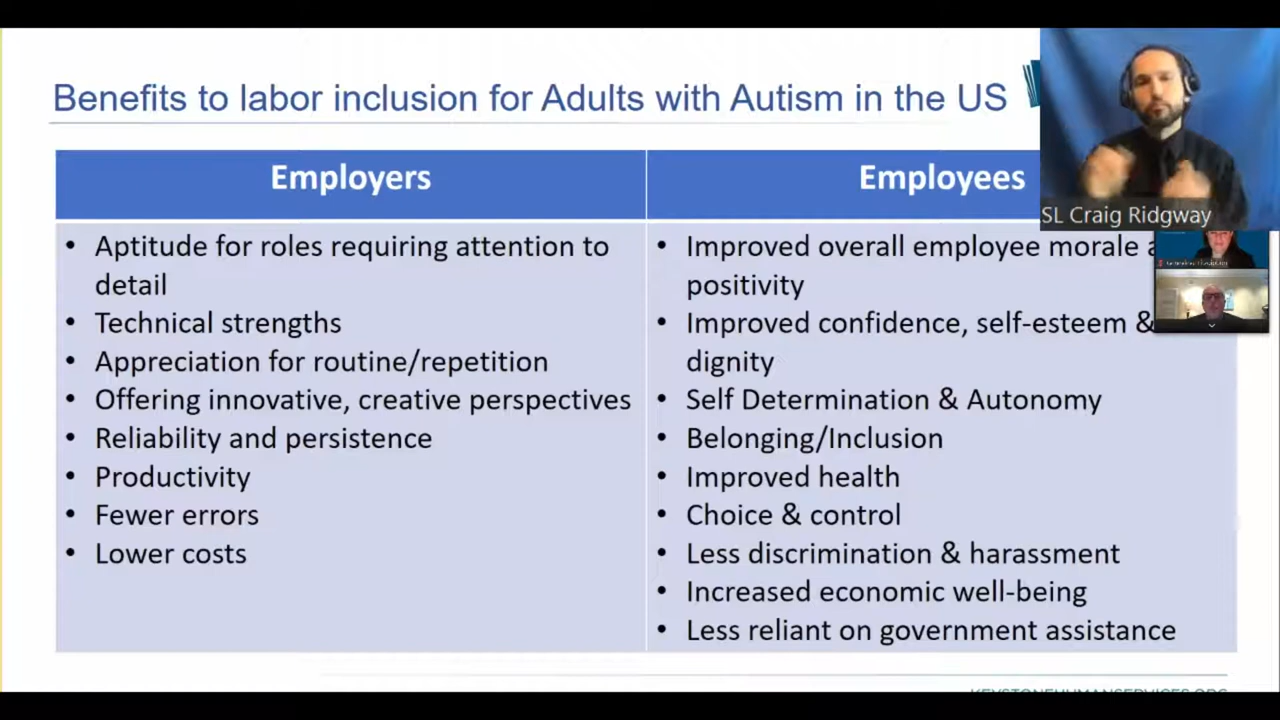 Benefits to labor inclusion for Adults with Autism in the US
SL Craig Ridgway
Employers
Employees
• Aptitude for roles requiring attention to
detail
• Technical strengths
• Appreciation for routine/repetition
• Offering innovative, creative perspectives
• Reliability and persistence
• Productivity
• Fewer errors
• Lower costs
• Improved overall employee morale
positivity
• Improved confidence, self-esteem &
dignity
• Self Determination & Autonomy
• Belonging/Inclusion
• Improved health
• Choice & control
• Less discrimination & harassment
• Increased economic well-being
• Less reliant on government assistance
KEYSTONEHUMANSERVICES.ORG